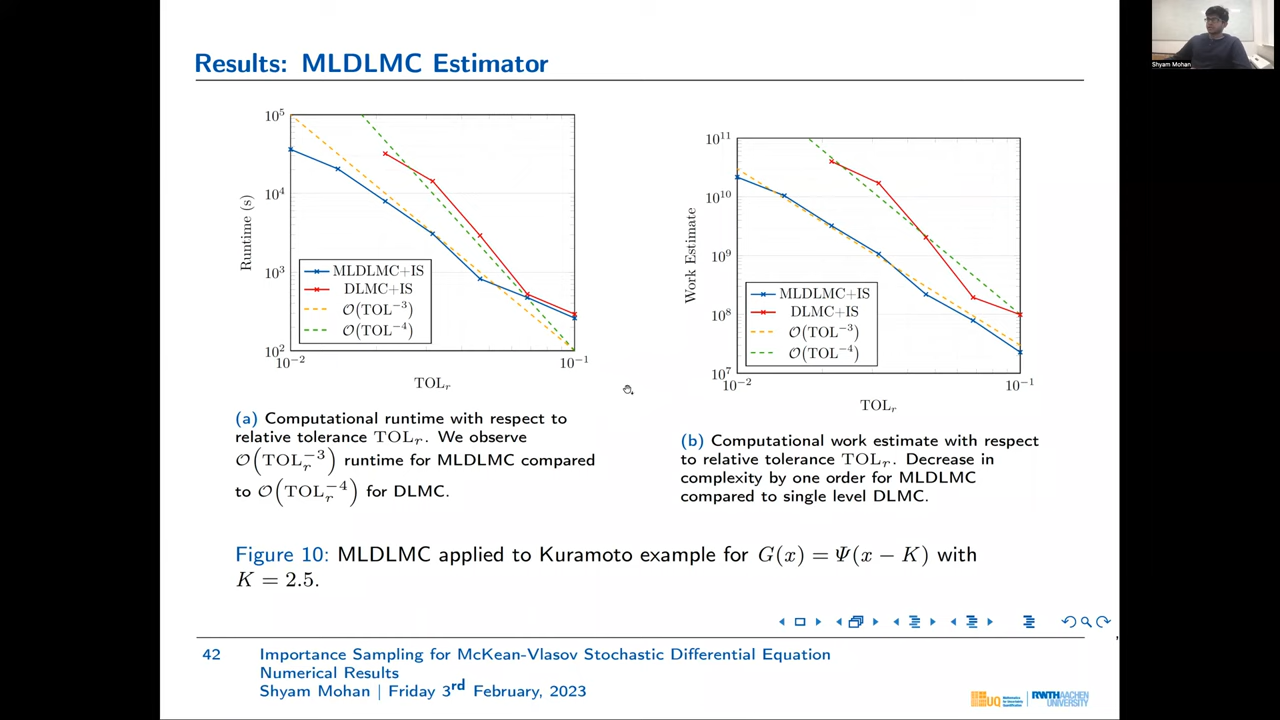 Shyam Mohan
Results: MLDLMC Estimator
10^5
10^4
10^3
10^2
Runtime (s)
MLDLMC+IS
DLMC+IS
O(TOL^{-3})
O(TOL^{-4})
10^{-2}
10^{-1}
TOL_r
10^11
10^10
10^9
10^8
10^7
Work Estimate
MLDLMC+IS
DLMC+IS
O(TOL^{-3})
O(TOL^{-4})
10^{-2}
10^{-1}
TOL_r
(a) Computational runtime with respect to
relative tolerance TOL_r. We observe
O(TOL_r^{-3}) runtime for MLDLMC compared
to O(TOL_r^{-4}) for DLMC.
(b) Computational work estimate with respect
to relative tolerance TOL_r. Decrease in
complexity by one order for MLDLMC
compared to single level DLMC.
Figure 10: MLDLMC applied to Kuramoto example for G(x) = Ψ(x − K) with
K = 2.5.
42 Importance Sampling for McKean-Vlasov Stochastic Differential Equation
Numerical Results
Shyam Mohan | Friday 3rd February, 2023
UQ
RWTH AACHEN
UNIVERSITY